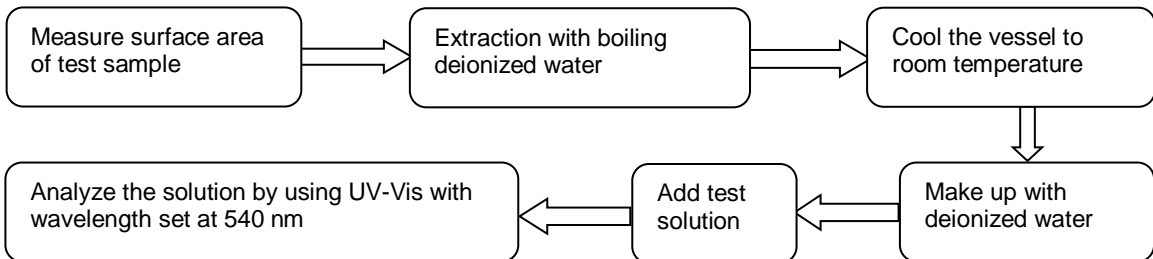 Measure surface area
of test sample
Extraction with boiling
deionized water
Cool the vessel to
room temperature
Make up with
deionized water
Add test
solution
Analyze the solution by using UV-Vis with
wavelength set at 540 nm